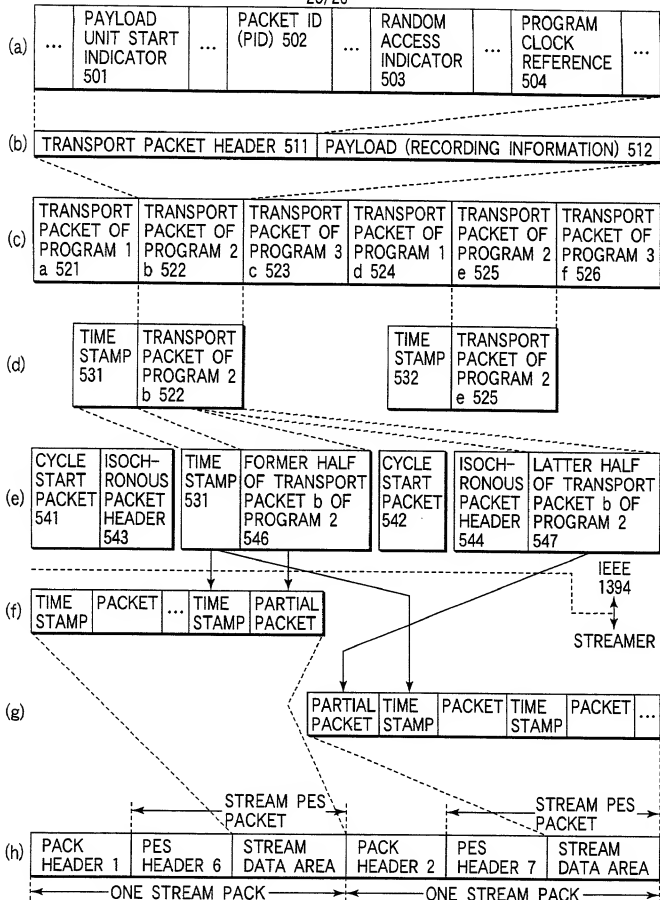 (a)
...
PAYLOAD
UNIT START
INDICATOR
501
...
PACKET ID
(PID) 502
...
RANDOM
ACCESS
INDICATOR
503
...
PROGRAM
CLOCK
REFERENCE
504
...
(b)
TRANSPORT PACKET HEADER 511
PAYLOAD (RECORDING INFORMATION) 512
(c)
TRANSPORT
PACKET OF
PROGRAM 1
a 521
TRANSPORT
PACKET OF
PROGRAM 2
b 522
TRANSPORT
PACKET OF
PROGRAM 3
c 523
TRANSPORT
PACKET OF
PROGRAM 1
d 524
TRANSPORT
PACKET OF
PROGRAM 2
e 525
TRANSPORT
PACKET OF
PROGRAM 3
f 526
(d)
TIME
STAMP
531
TRANSPORT
PACKET OF
PROGRAM 2
b 522
TIME
STAMP
532
TRANSPORT
PACKET OF
PROGRAM 2
e 525
(e)
CYCLE
START
PACKET
541
ISOCH-
RONOUS
PACKET
HEADER
543
TIME
STAMP
531
FORMER HALF
OF TRANSPORT
PACKET b OF
PROGRAM 2
546
CYCLE
START
PACKET
542
ISOCH-
RONOUS
PACKET
HEADER
544
LATTER HALF
OF TRANSPORT
PACKET b OF
PROGRAM 2
547
IEEE
1394
STREAMER
(f)
TIME
STAMP
PACKET
...
TIME
STAMP
PARTIAL
PACKET
(g)
PARTIAL
PACKET
TIME
STAMP
PACKET
TIME
STAMP
PACKET
...
STREAM PES
PACKET
STREAM PES
PACKET
(h)
PACK
HEADER 1
PES
HEADER 6
STREAM
DATA AREA
PACK
HEADER 2
PES
HEADER 7
STREAM
DATA AREA
ONE STREAM PACK
ONE STREAM PACK